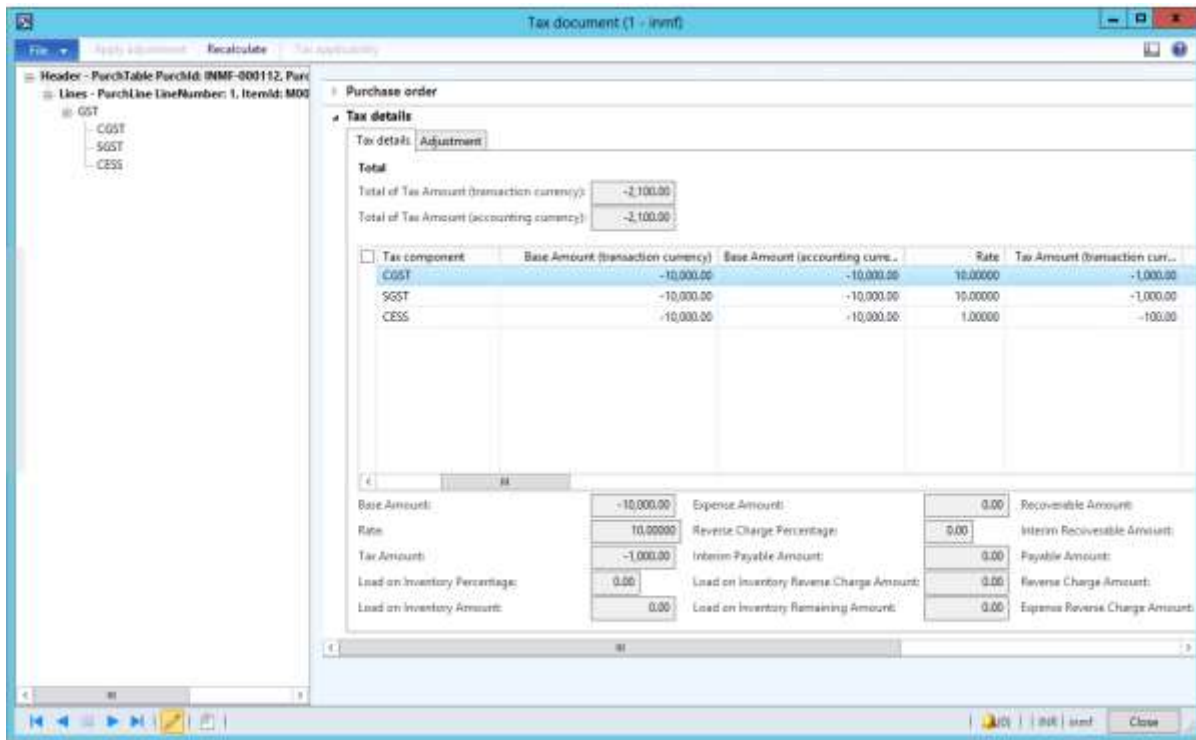 Tax document (1 - inmf)
File Apply adjustment Recalculate Tax applicability
Header - PurchTable PurchId: INMF-000112, Purc
Lines - PurchLine LineNumber: 1, ItemId: M00
GST
CGST
SGST
CESS
Purchase order
Tax details
Tax details Adjustment
Total
Total of Tax Amount (transaction currency): -2,100.00
Total of Tax Amount (accounting currency): -2,100.00
Tax component Base Amount (transaction currency) Base Amount (accounting curre... Rate Tax Amount (transaction curr...
CGST -10,000.00 -10,000.00 10.00000 -1,000.00
SGST -10,000.00 -10,000.00 10.00000 -1,000.00
CESS -10,000.00 -10,000.00 1.00000 -100.00
Base Amount: -10,000.00 Expense Amount: 0.00 Recoverable Amount:
Rate: 10.00000 Reverse Charge Percentage: 0.00 Interim Recoverable Amount:
Tax Amount: -1,000.00 Interim Payable Amount: 0.00 Payable Amount:
Load on Inventory Percentage: 0.00 Load on Inventory Reverse Charge Amount: 0.00 Reverse Charge Amount:
Load on Inventory Amount: 0.00 Load on Inventory Remaining Amount: 0.00 Expense Reverse Charge Amount:
(0) INR inmf Close